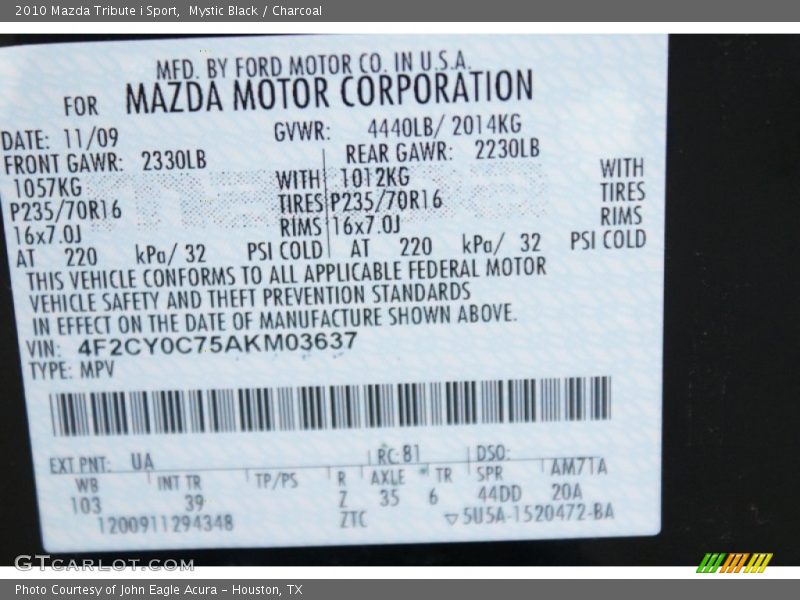 2010 Mazda Tribute i Sport,  Mystic Black / Charcoal
MFD. BY FORD MOTOR CO. IN U.S.A.
FOR MAZDA MOTOR CORPORATION
DATE: 11/09 GVWR: 4440LB/ 2014KG
FRONT GAWR: 2330LB REAR GAWR: 2230LB
1057KG WITH 1012KG WITH
P235/70R16 TIRES P235/70R16 TIRES
16x7.0J RIMS 16x7.0J RIMS
AT 220 kPa/ 32 PSI COLD AT 220 kPa/ 32 PSI COLD
THIS VEHICLE CONFORMS TO ALL APPLICABLE FEDERAL MOTOR
VEHICLE SAFETY AND THEFT PREVENTION STANDARDS
IN EFFECT ON THE DATE OF MANUFACTURE SHOWN ABOVE.
VIN: 4F2CY0C75AKM03637
TYPE: MPV
EXT PNT: UA RC: 81 DSO:
WB INT TR TP/PS R AXLE TR SPR AM7TA
103 39 Z 35 6 44DD 20A
1200911294348 ZTC 5U5A-1520472-BA
GTCARLOT.COM
Photo Courtesy of John Eagle Acura - Houston, TX